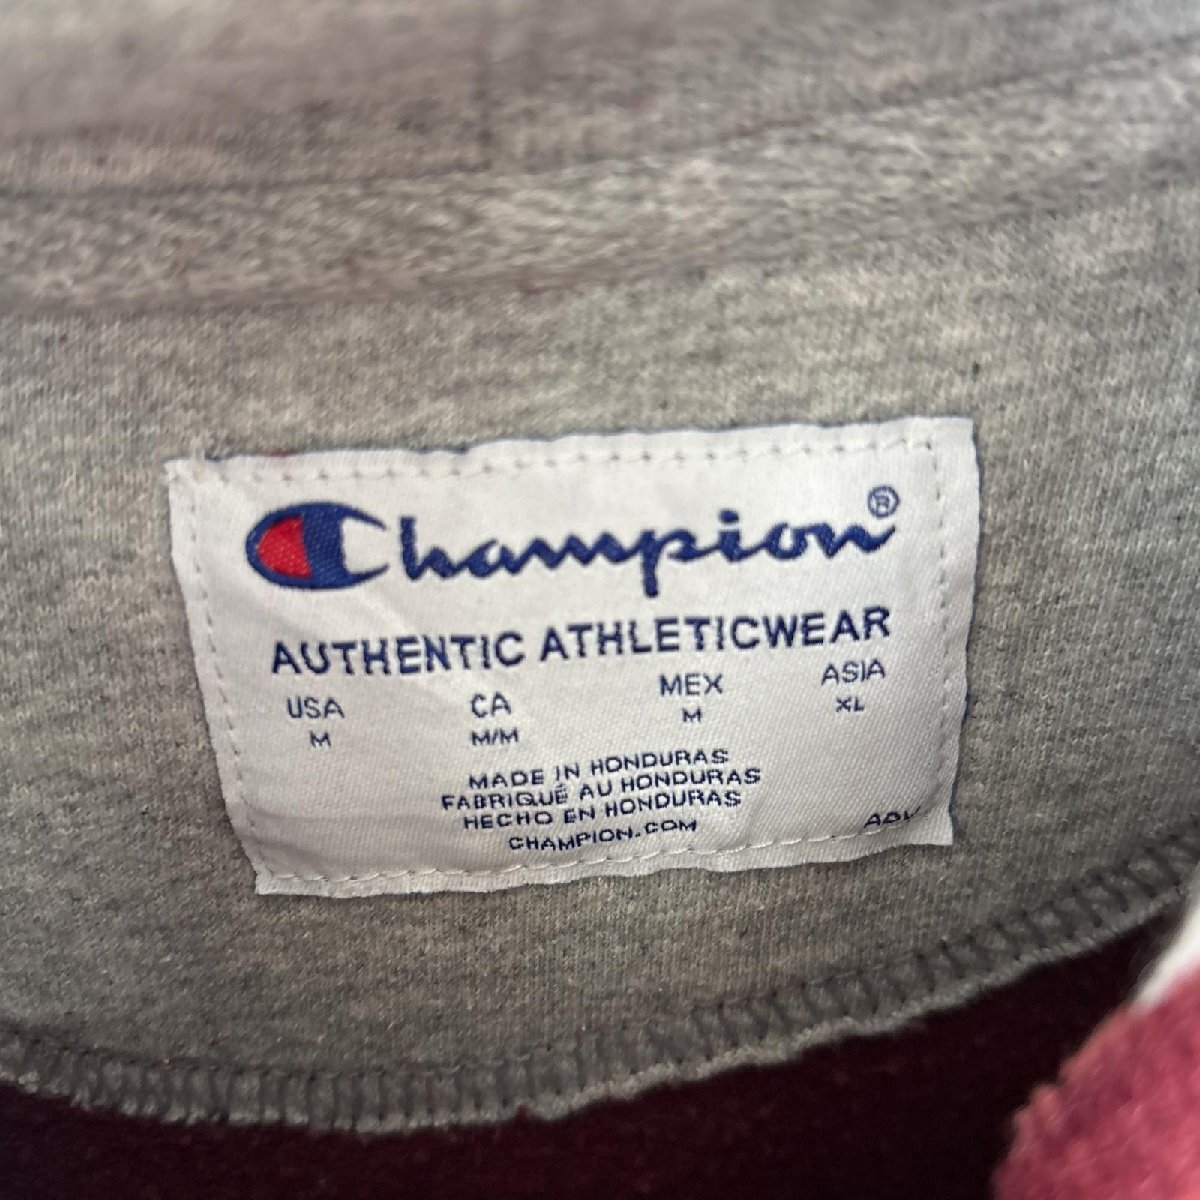 Champion®
AUTHENTIC ATHLETICWEAR
USA CA MEX ASIA
M M/M M XL
MADE IN HONDURAS
FABRIQUÉ AU HONDURAS
HECHO EN HONDURAS
CHAMPION.COM